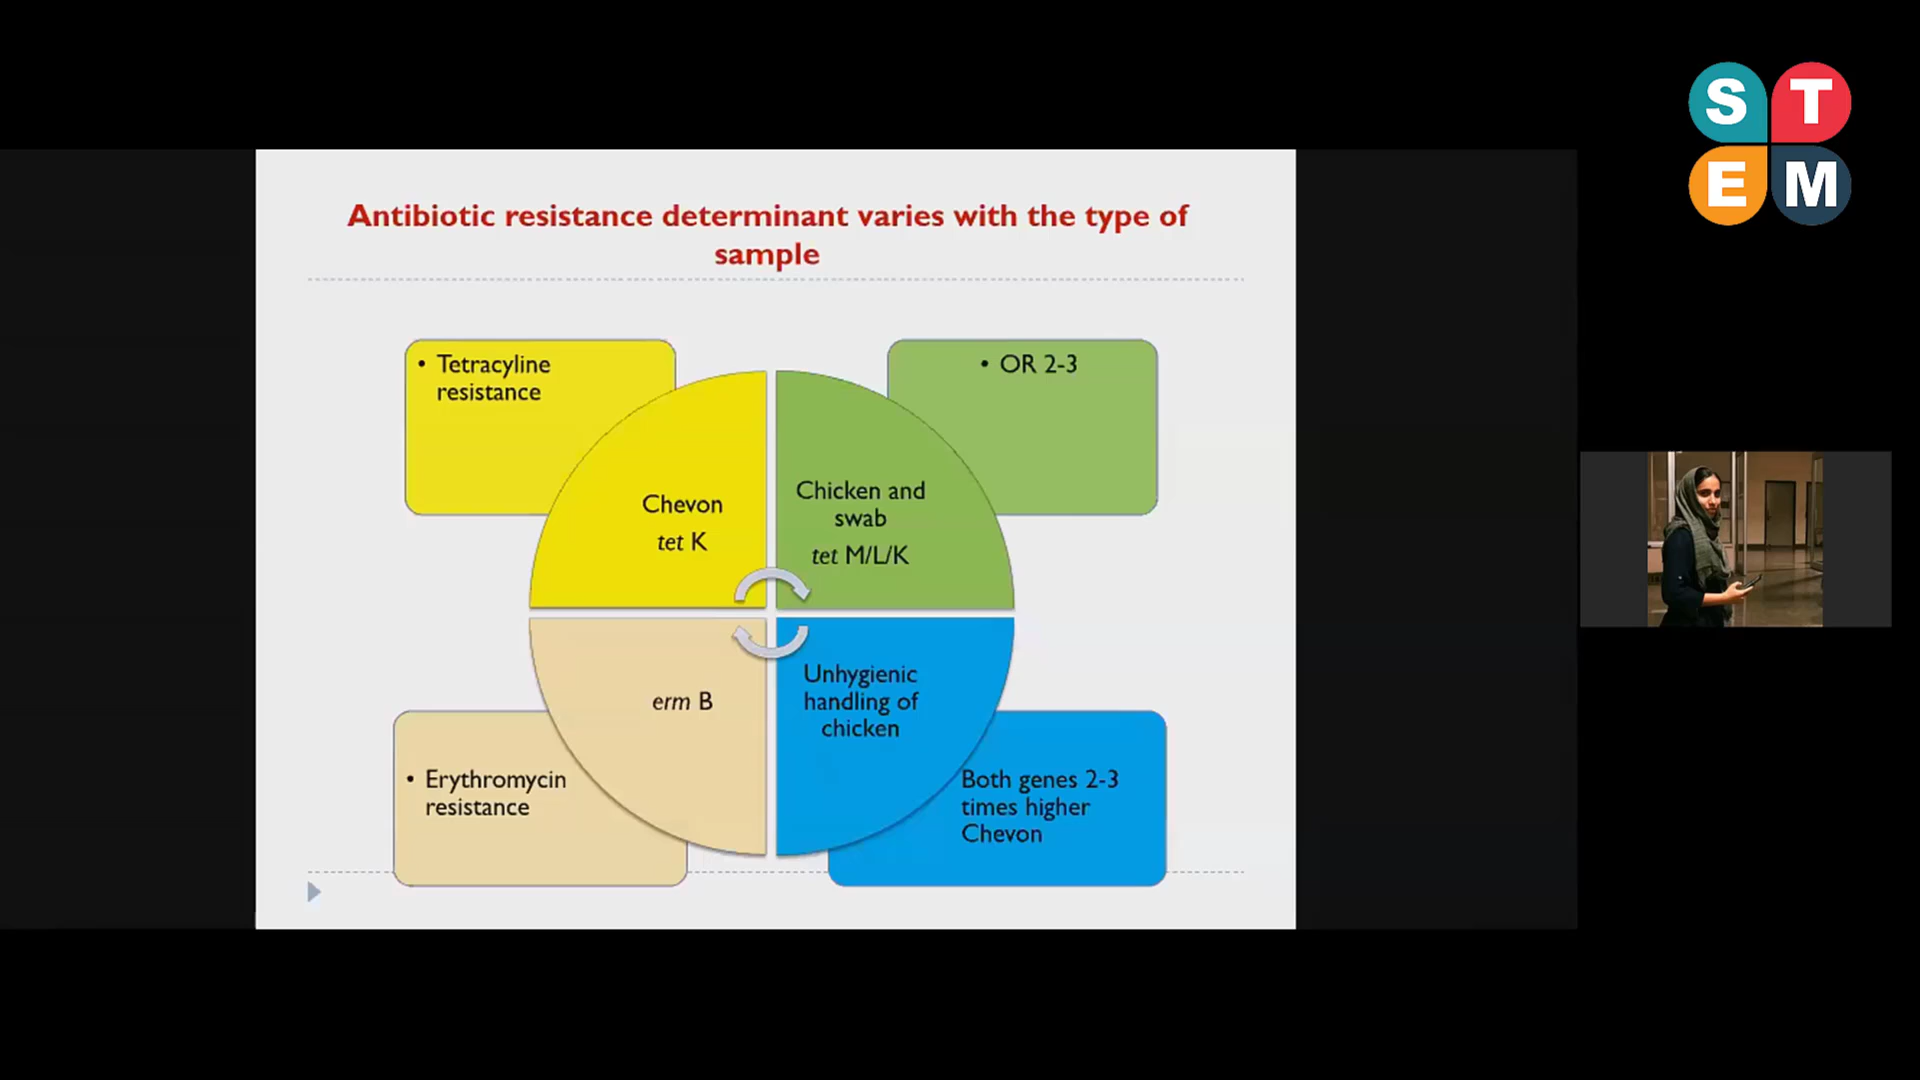 Antibiotic resistance determinant varies with the type of
sample
• Tetracyline
resistance
• OR 2-3
Chevon
tet K
Chicken and
swab
tet M/L/K
erm B
Unhygienic
handling of
chicken
• Erythromycin
resistance
Both genes 2-3
times higher
Chevon
S T
E M